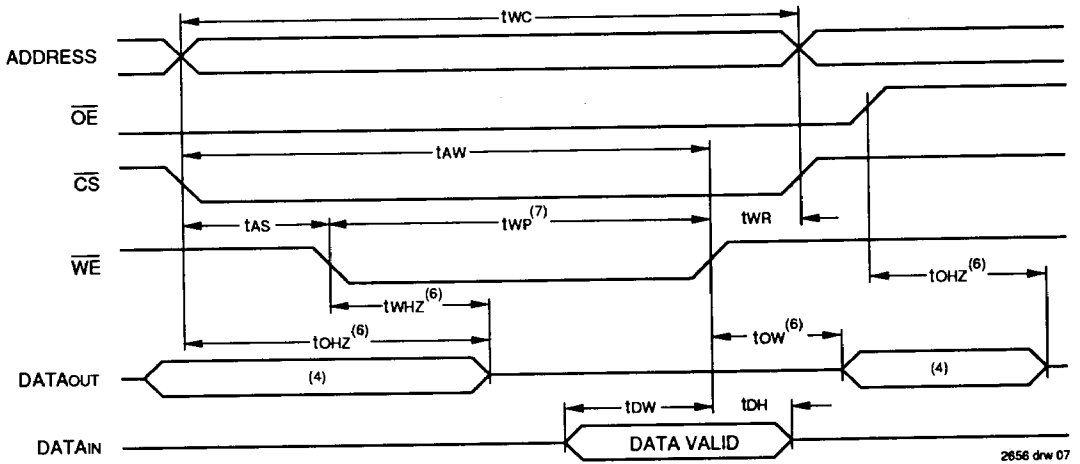 tWC
ADDRESS
OE
tAW
CS
tAS
tWP(7)
tWR
WE
tWHZ(6)
tOHZ(6)
tOHZ(6)
tOW(6)
DATAOUT
(4)
(4)
tDW
tDH
DATAIN
DATA VALID
2656 drw 07